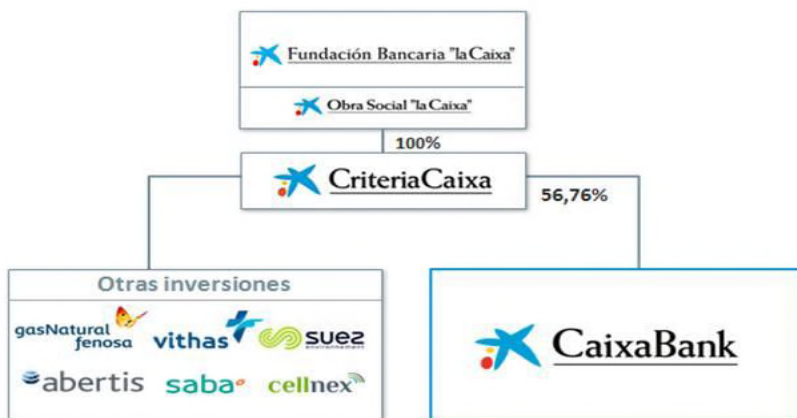 Fundación Bancaria "la Caixa"
Obra Social "la Caixa"
100%
CriteriaCaixa
56,76%
Otras inversiones
gasNatural
fenosa
vithas
suez
environnement
abertis
saba
cellnex
CaixaBank